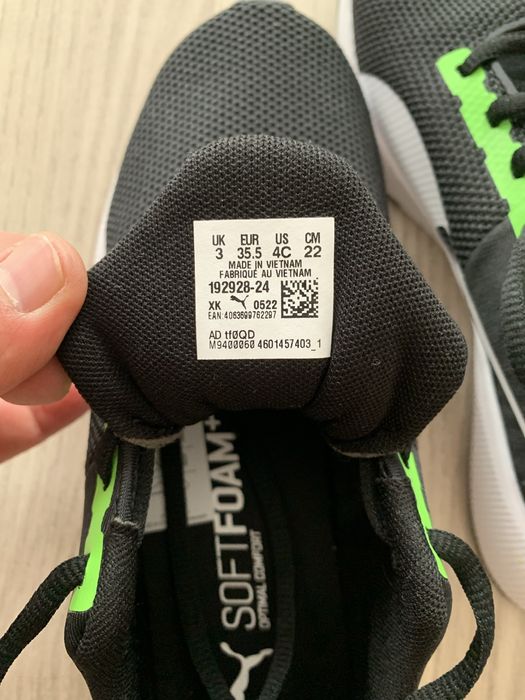 UK EUR US CM
3 35.5 4C 22
MADE IN VIETNAM
FABRIQUÉ AU VIETNAM
192928-24
XK 0522
EAN: 4063699762297
AD tf0QD
M9400060 4601457403_1
SOFTFOAM+
OPTIMAL COMFORT